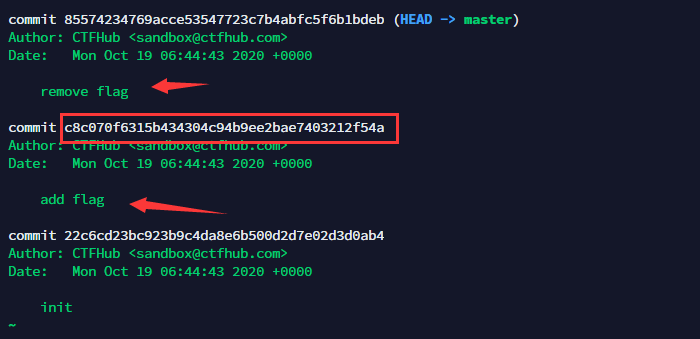 commit 85574234769acce53547723c7b4abfc5f6b1bdeb (HEAD -> master)
Author: CTFHub <sandbox@ctfhub.com>
Date:   Mon Oct 19 06:44:43 2020 +0000
remove flag
commit c8c070f6315b434304c94b9ee2bae7403212f54a
Author: CTFHub <sandbox@ctfhub.com>
Date:   Mon Oct 19 06:44:43 2020 +0000
add flag
commit 22c6cd23bc923b9c4da8e6b500d2d7e02d3d0ab4
Author: CTFHub <sandbox@ctfhub.com>
Date:   Mon Oct 19 06:44:43 2020 +0000
init
~